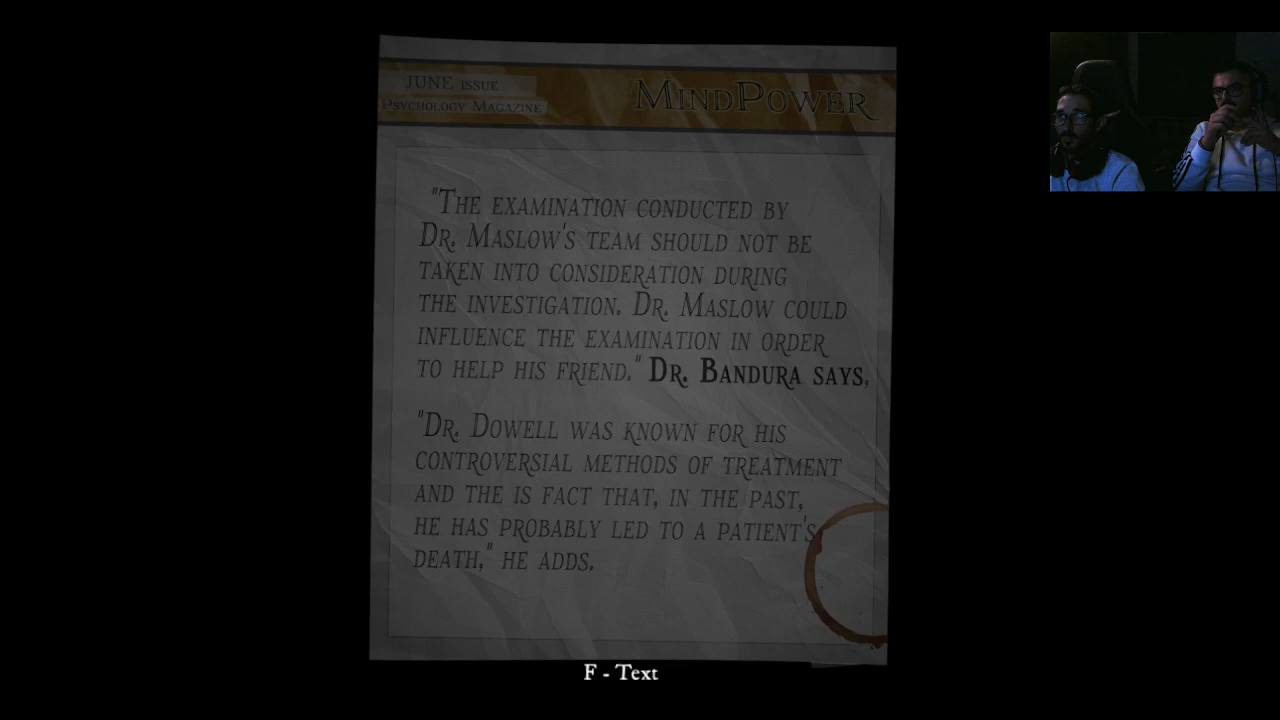 JUNE ISSUE
PSYCHOLOGY MAGAZINE
MINDPOWER
"THE EXAMINATION CONDUCTED BY
DR. MASLOW'S TEAM SHOULD NOT BE
TAKEN INTO CONSIDERATION DURING
THE INVESTIGATION. DR. MASLOW COULD
INFLUENCE THE EXAMINATION IN ORDER
TO HELP HIS FRIEND." DR. BANDURA SAYS.
"DR. DOWELL WAS KNOWN FOR HIS
CONTROVERSIAL METHODS OF TREATMENT
AND THE IS FACT THAT, IN THE PAST,
HE HAS PROBABLY LED TO A PATIENT'S
DEATH," HE ADDS.
F - Text